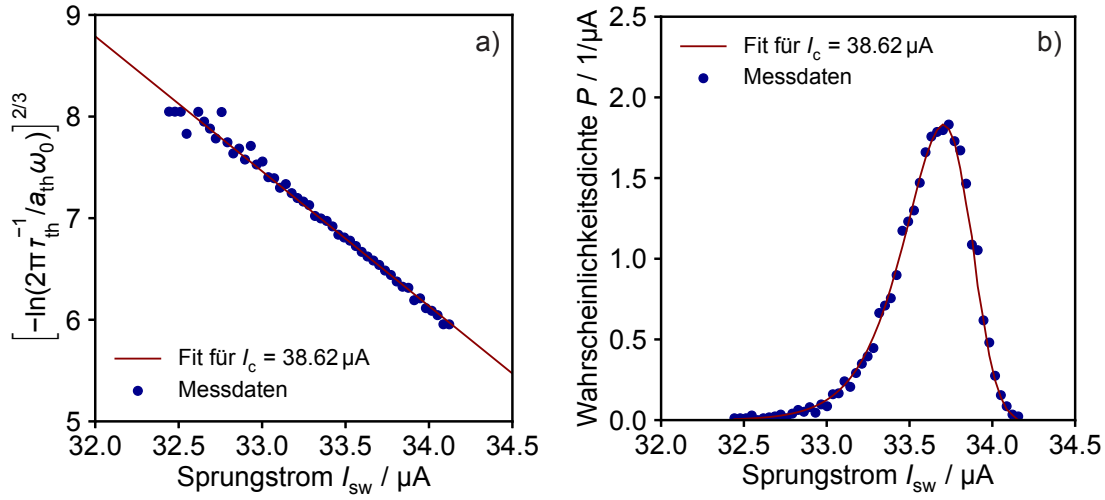 a)
[−ln(2π τ_th^−1/a_th ω_0)]^2/3
9
8
7
6
5
Fit für I_c = 38.62 µA
Messdaten
32.0 32.5 33.0 33.5 34.0 34.5
Sprungstrom I_sw / µA
b)
Wahrscheinlichkeitsdichte P / 1/µA
2.5
2.0
1.5
1.0
0.5
0.0
Fit für I_c = 38.62 µA
Messdaten
32.0 32.5 33.0 33.5 34.0 34.5
Sprungstrom I_sw / µA